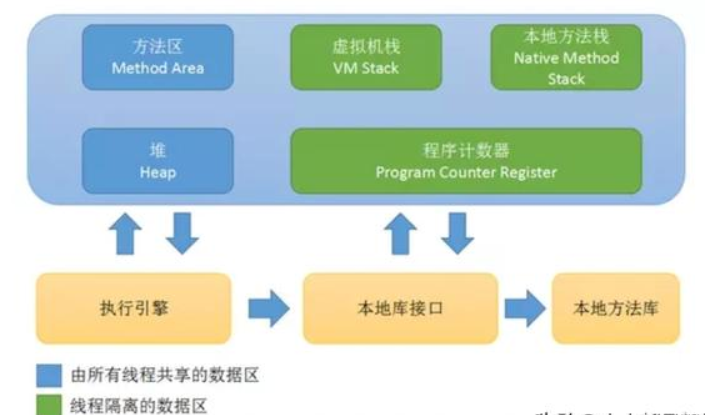 方法区
Method Area
虚拟机栈
VM Stack
本地方法栈
Native Method
Stack
堆
Heap
程序计数器
Program Counter Register
执行引擎
本地库接口
本地方法库
由所有线程共享的数据区
线程隔离的数据区